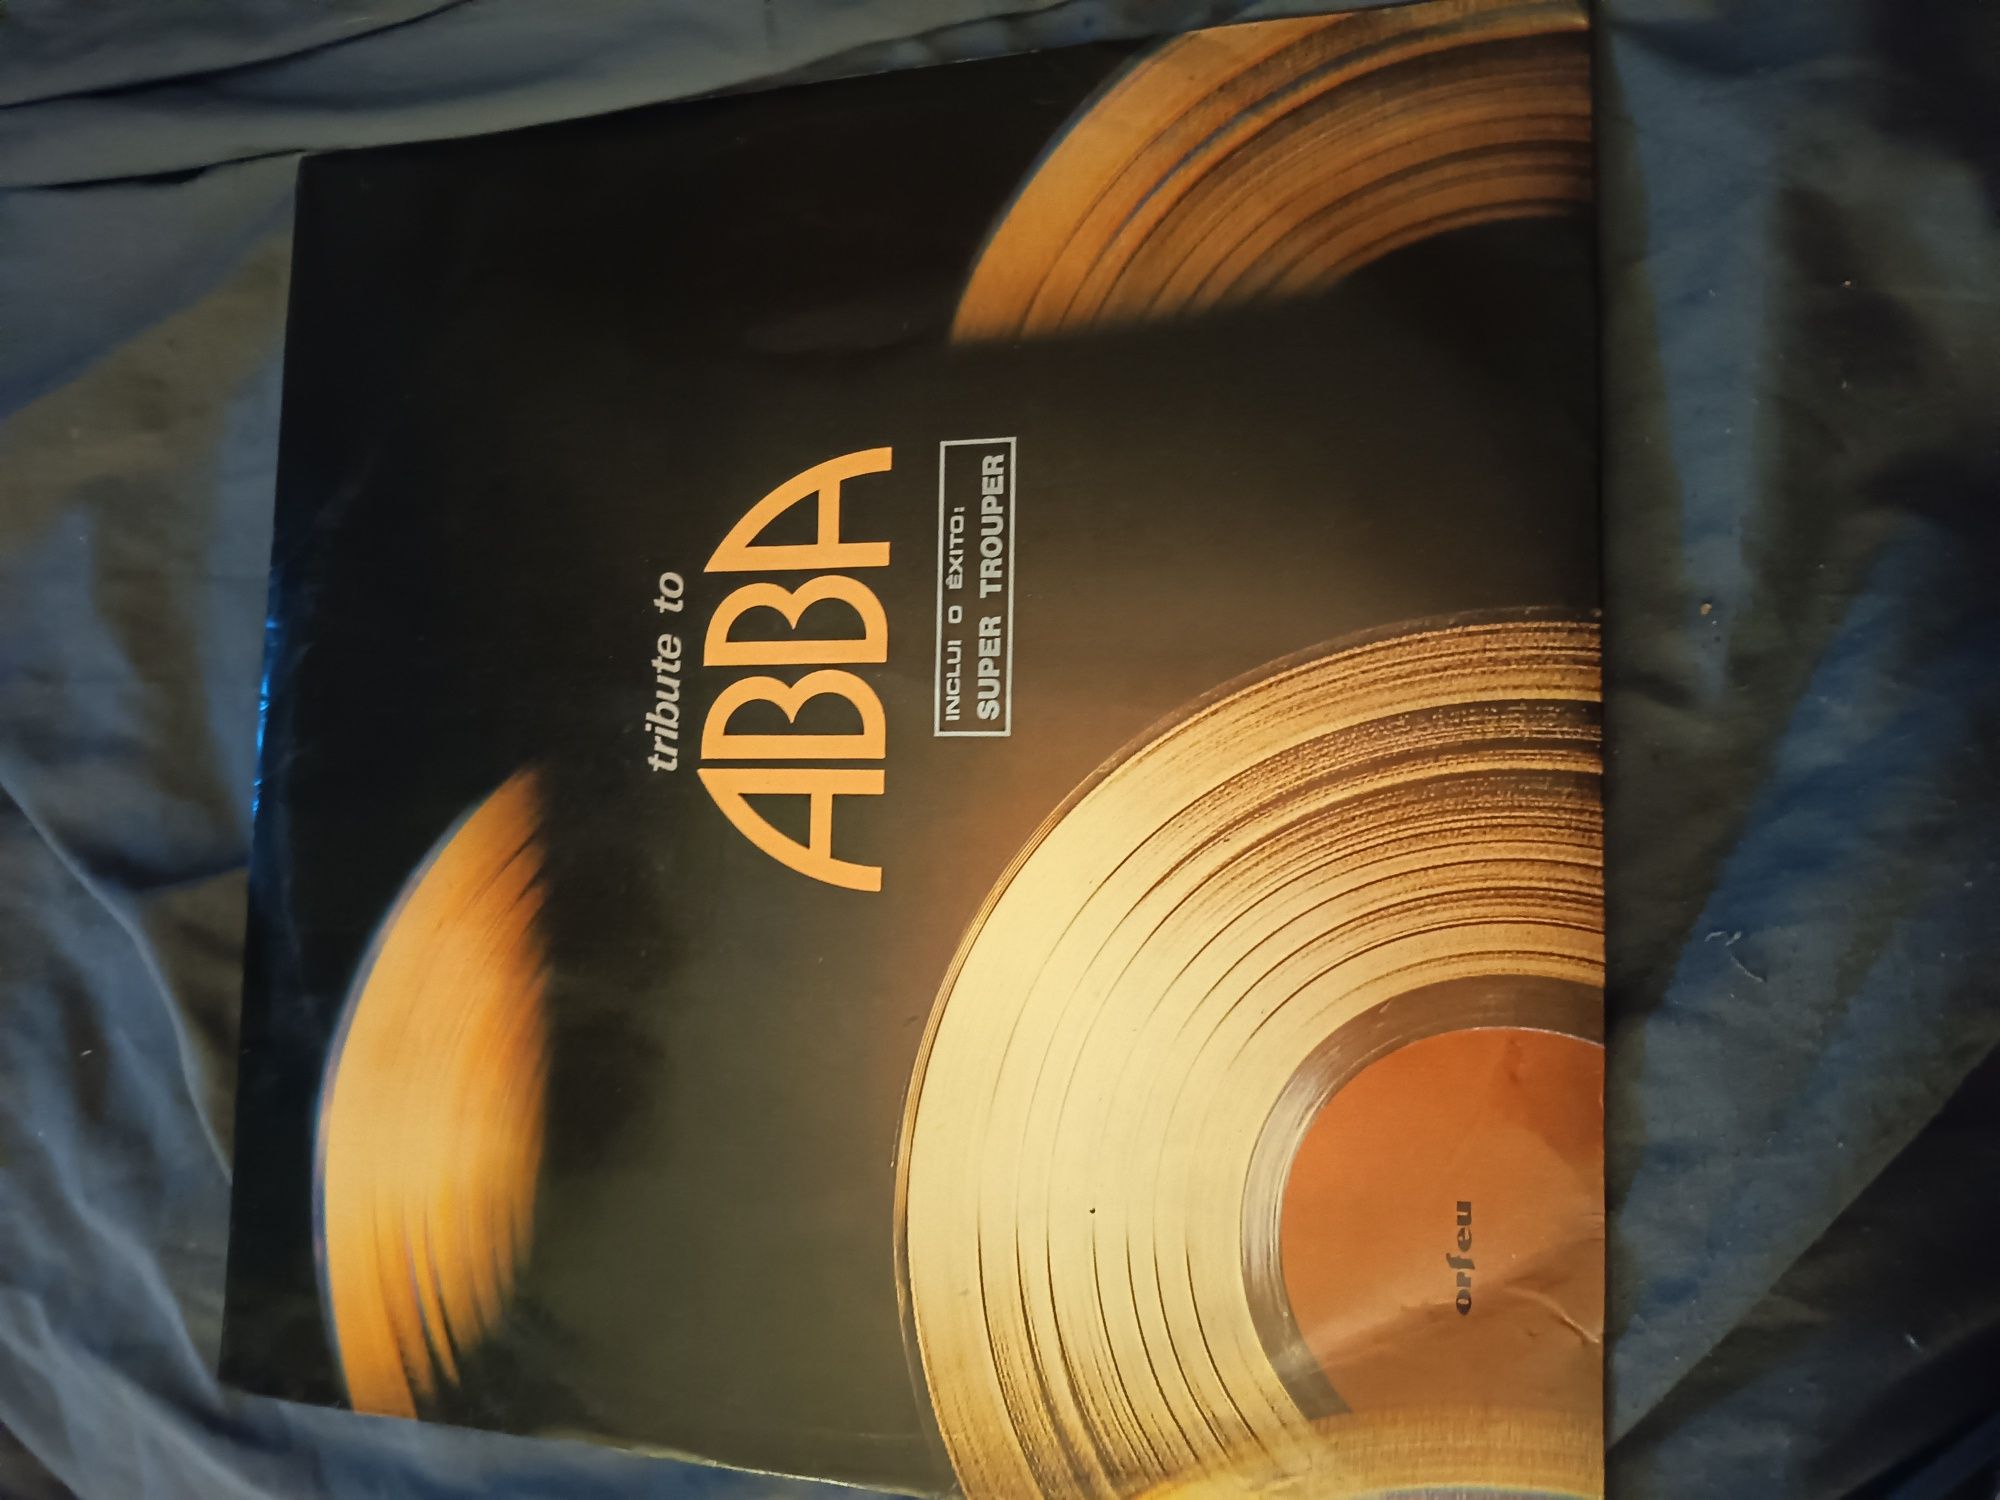 tribute to
ABBA
INCLUI O ÊXITO:
SUPER TROUPER
orfeu